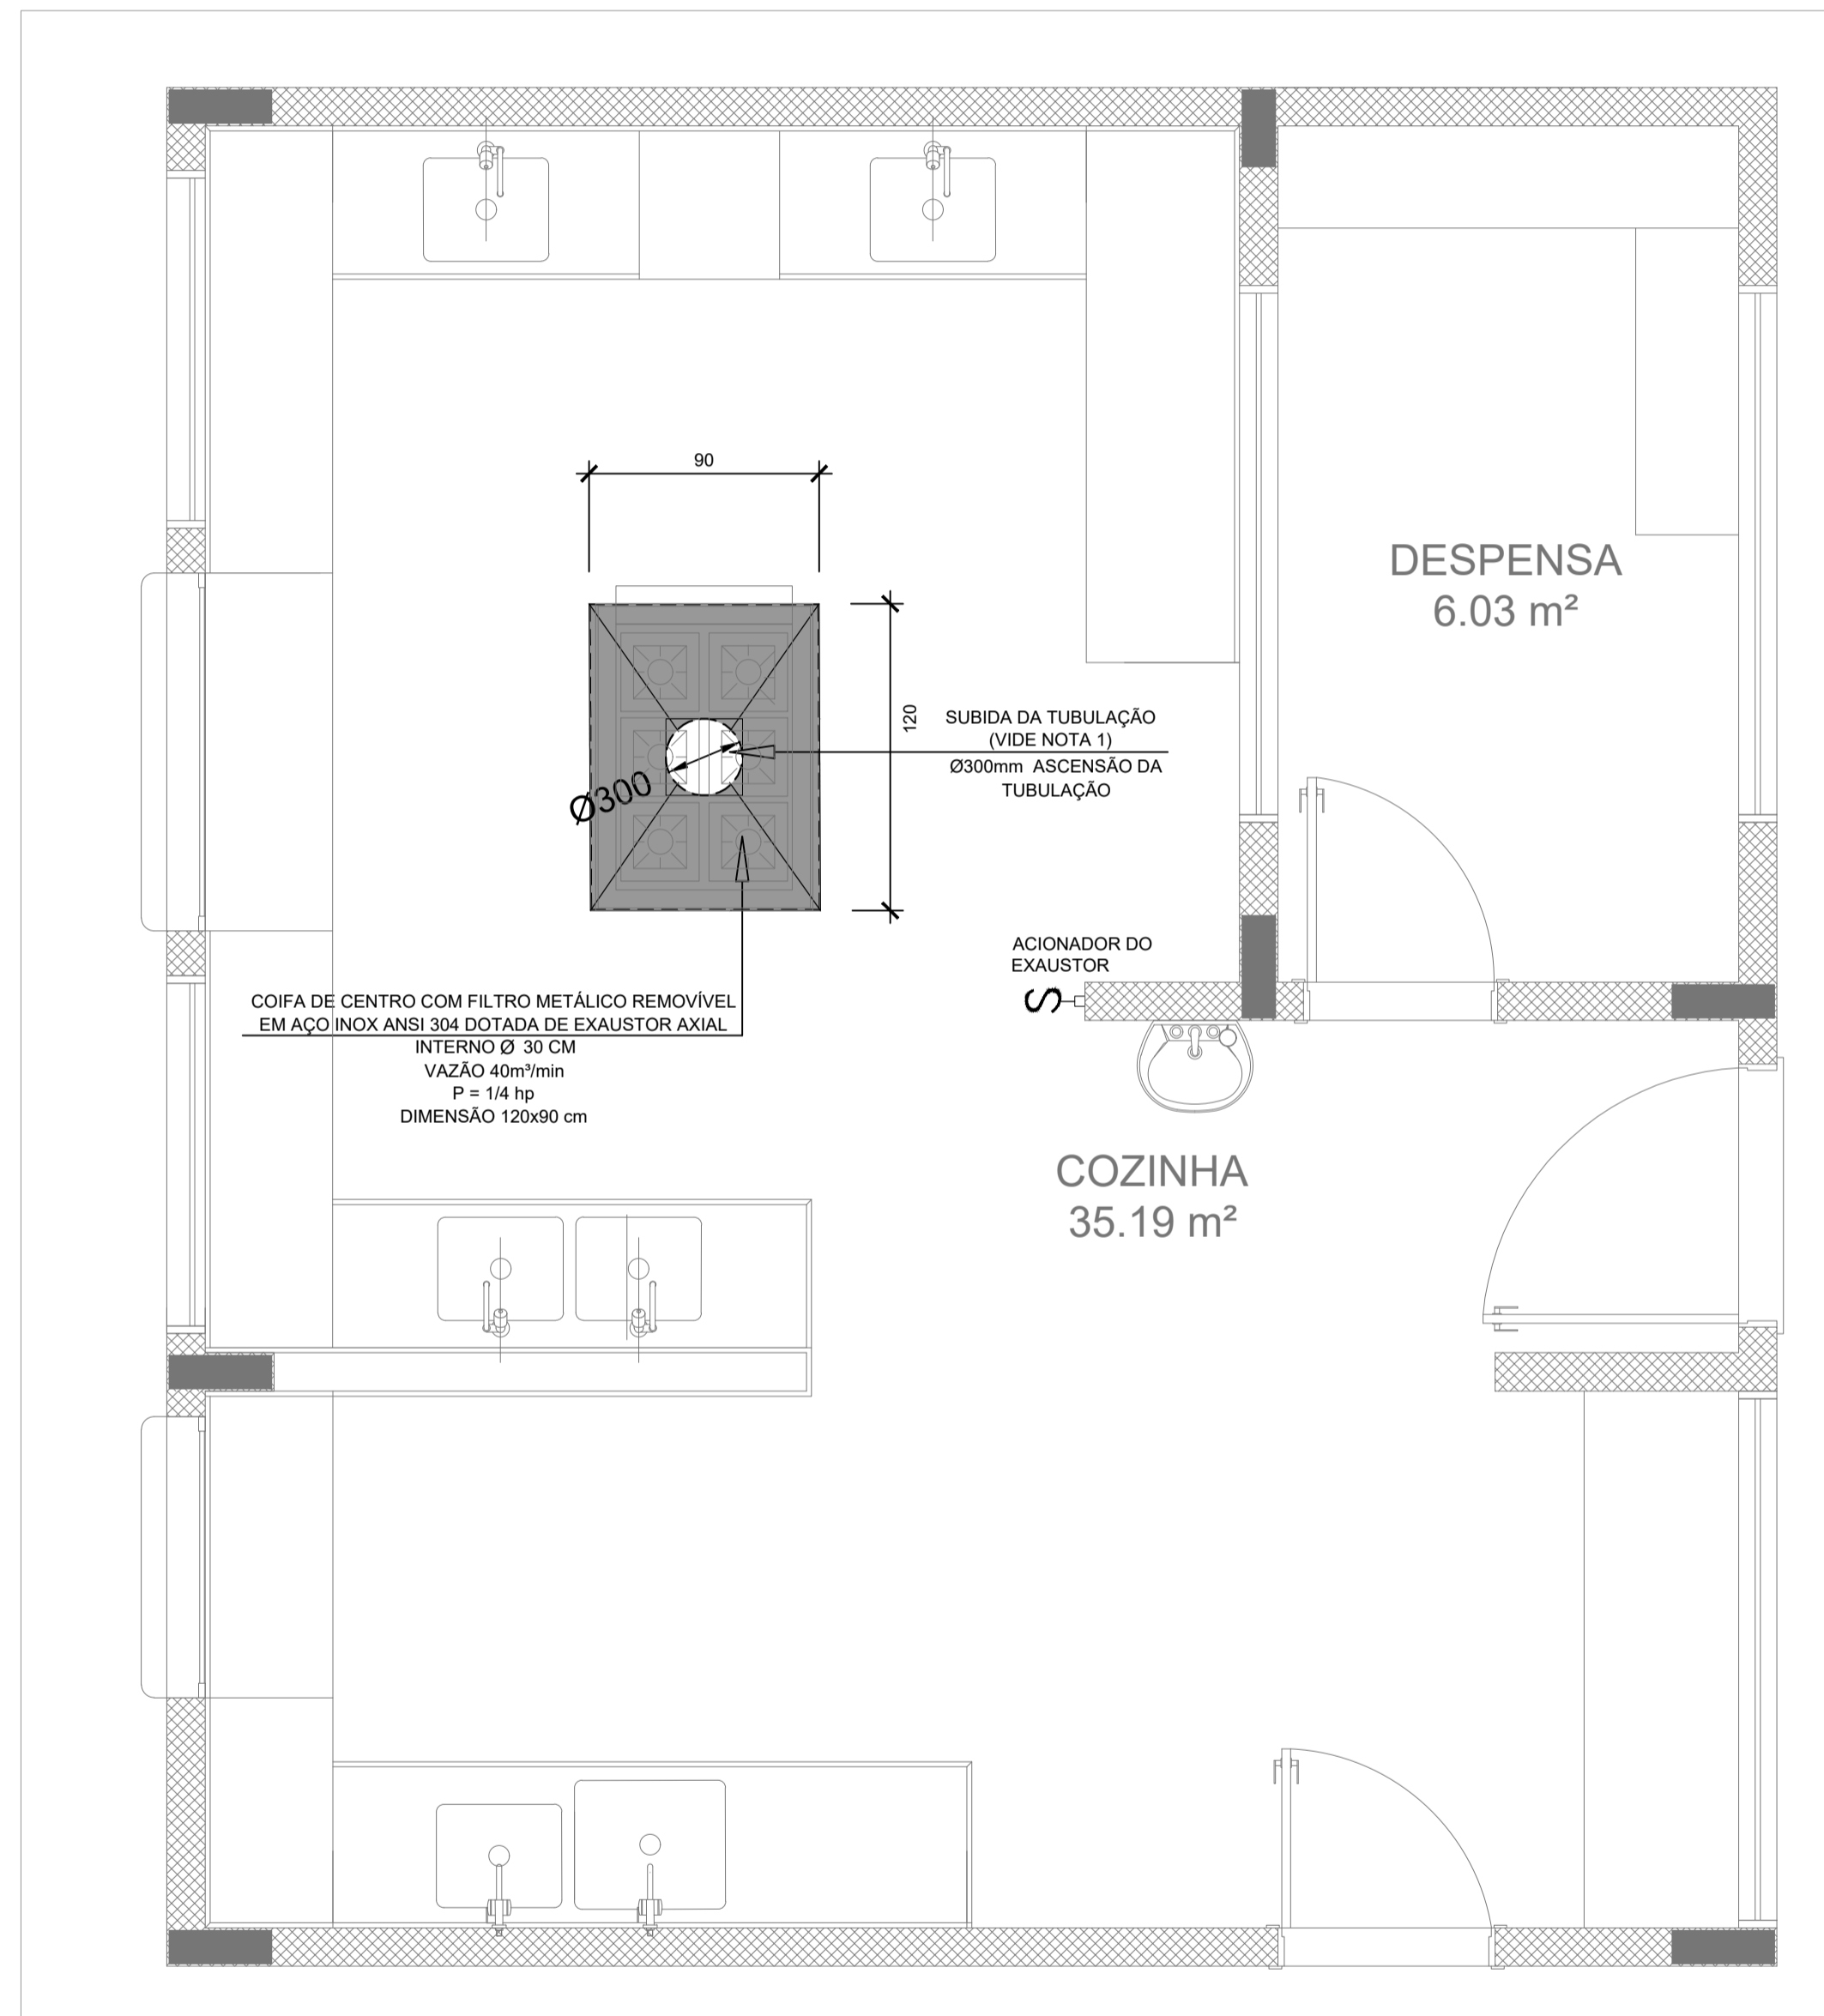 90
DESPENSA
6.03 m²
120
SUBIDA DA TUBULAÇÃO
(VIDE NOTA 1)
Ø300mm ASCENSÃO DA
TUBULAÇÃO
Ø300
ACIONADOR DO
EXAUSTOR
S
COIFA DE CENTRO COM FILTRO METÁLICO REMOVÍVEL
EM AÇO INOX ANSI 304 DOTADA DE EXAUSTOR AXIAL
INTERNO Ø 30 CM
VAZÃO 40m³/min
P = 1/4 hp
DIMENSÃO 120x90 cm
COZINHA
35.19 m²